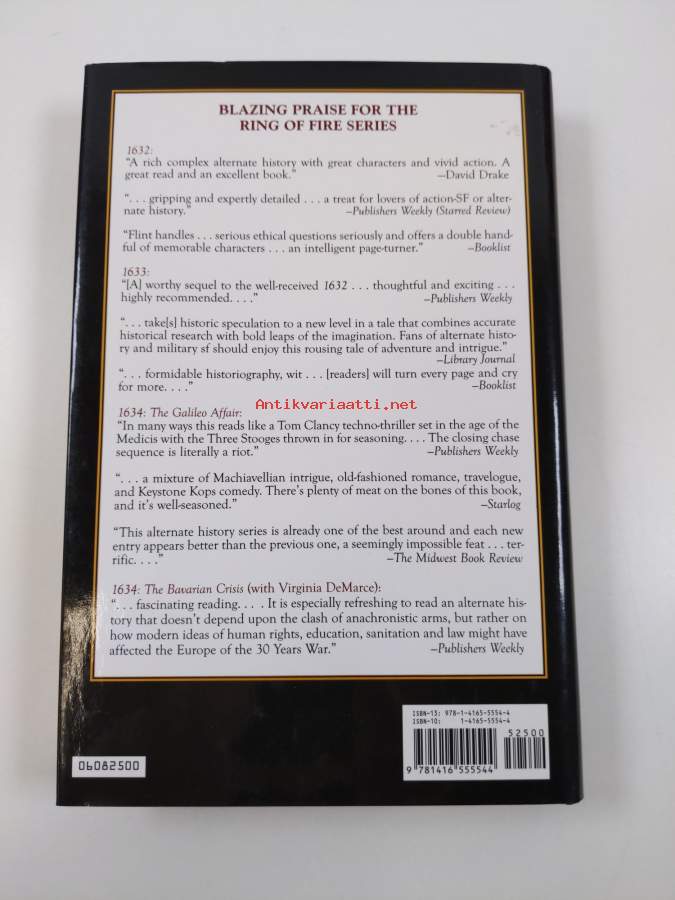 BLAZING PRAISE FOR THE
RING OF FIRE SERIES
1632:
“A rich complex alternate history with great characters and vivid action. A
great read and an excellent book.” —David Drake
“. . . gripping and expertly detailed . . . a treat for lovers of action-SF or alter-
nate history.” —Publishers Weekly (Starred Review)
“Flint handles . . . serious ethical questions seriously and offers a double hand-
ful of memorable characters . . . an intelligent page-turner.” —Booklist
1633:
“[A] worthy sequel to the well-received 1632 . . . thoughtful and exciting . . .
highly recommended. . . .” —Publishers Weekly
“. . . take[s] historic speculation to a new level in a tale that combines accurate
historical research with bold leaps of the imagination. Fans of alternate histo-
ry and military sf should enjoy this rousing tale of adventure and intrigue.”
—Library Journal
“. . . formidable historiography, wit . . . [readers] will turn every page and cry
for more. . . .” —Booklist
Antikvariaatti.net
1634: The Galileo Affair:
“In many ways this reads like a Tom Clancy techno-thriller set in the age of the
Medicis with the Three Stooges thrown in for seasoning. . . . The closing chase
sequence is literally a riot.” —Publishers Weekly
“. . . a mixture of Machiavellian intrigue, old-fashioned romance, travelogue,
and Keystone Kops comedy. There’s plenty of meat on the bones of this book,
and it’s well-seasoned.” —Starlog
“This alternate history series is already one of the best around and each new
entry appears better than the previous one, a seemingly impossible feat . . . ter-
rific. . . .” —The Midwest Book Review
1634: The Bavarian Crisis (with Virginia DeMarce):
“. . . fascinating reading. . . . It is especially refreshing to read an alternate his-
tory that doesn’t depend upon the clash of anachronistic arms, but rather on
how modern ideas of human rights, education, sanitation and law might have
affected the Europe of the 30 Years War.” —Publishers Weekly
ISBN-13: 978-1-4165-5554-4
ISBN-10: 1-4165-5554-4
52500
9 781416 555544
06082500